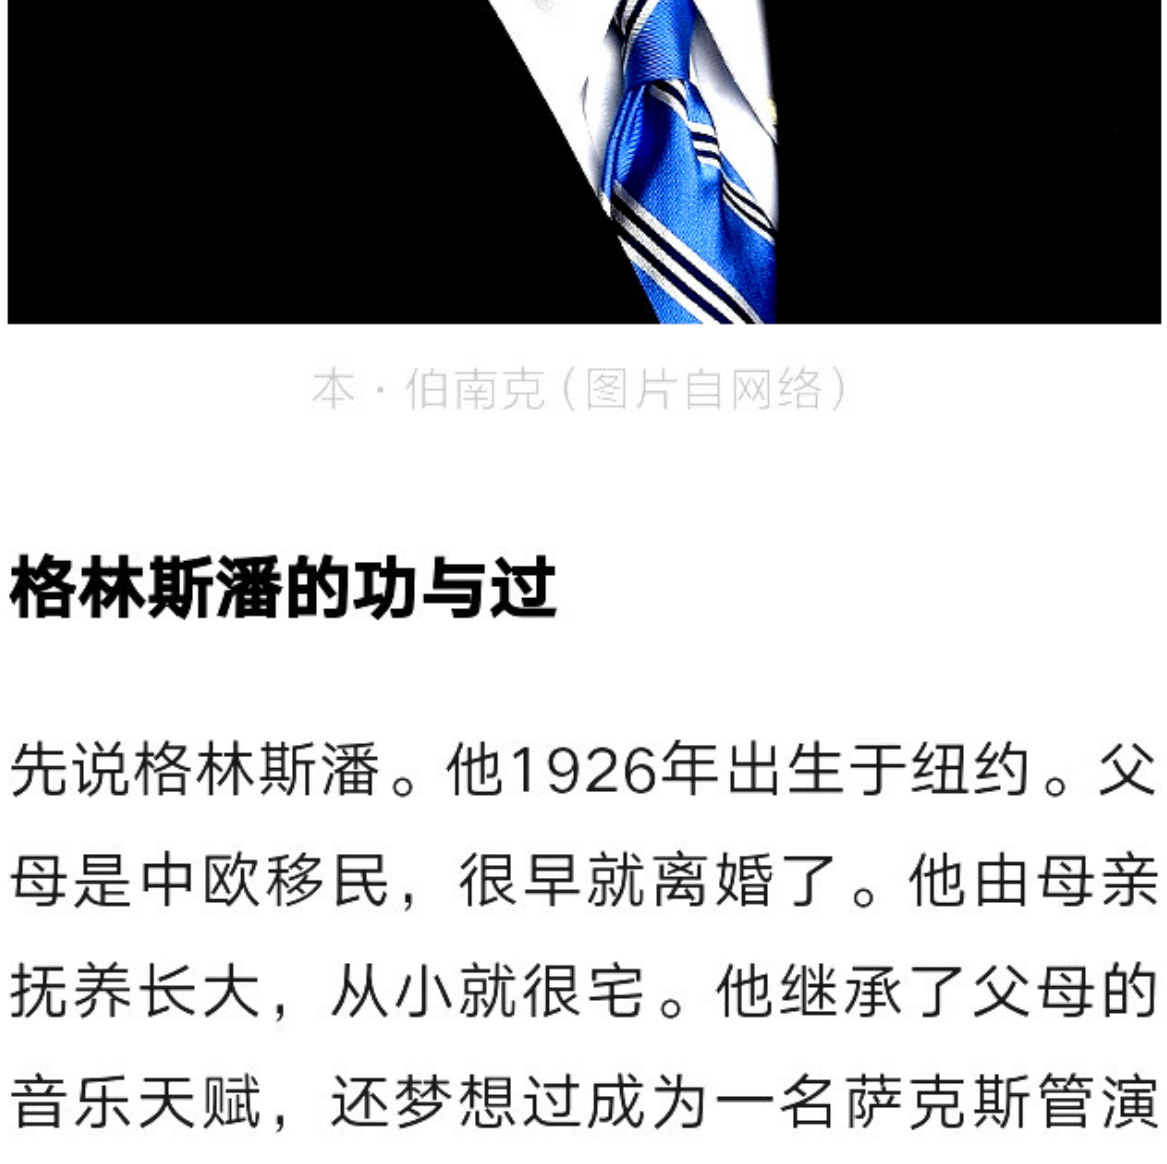 本·伯南克(图片自网络)
格林斯潘的功与过
先说格林斯潘。他1926年出生于纽约。父
母是中欧移民，很早就离婚了。他由母亲
抚养长大，从小就很宅。他继承了父母的
音乐天赋，还梦想过成为一名萨克斯管演